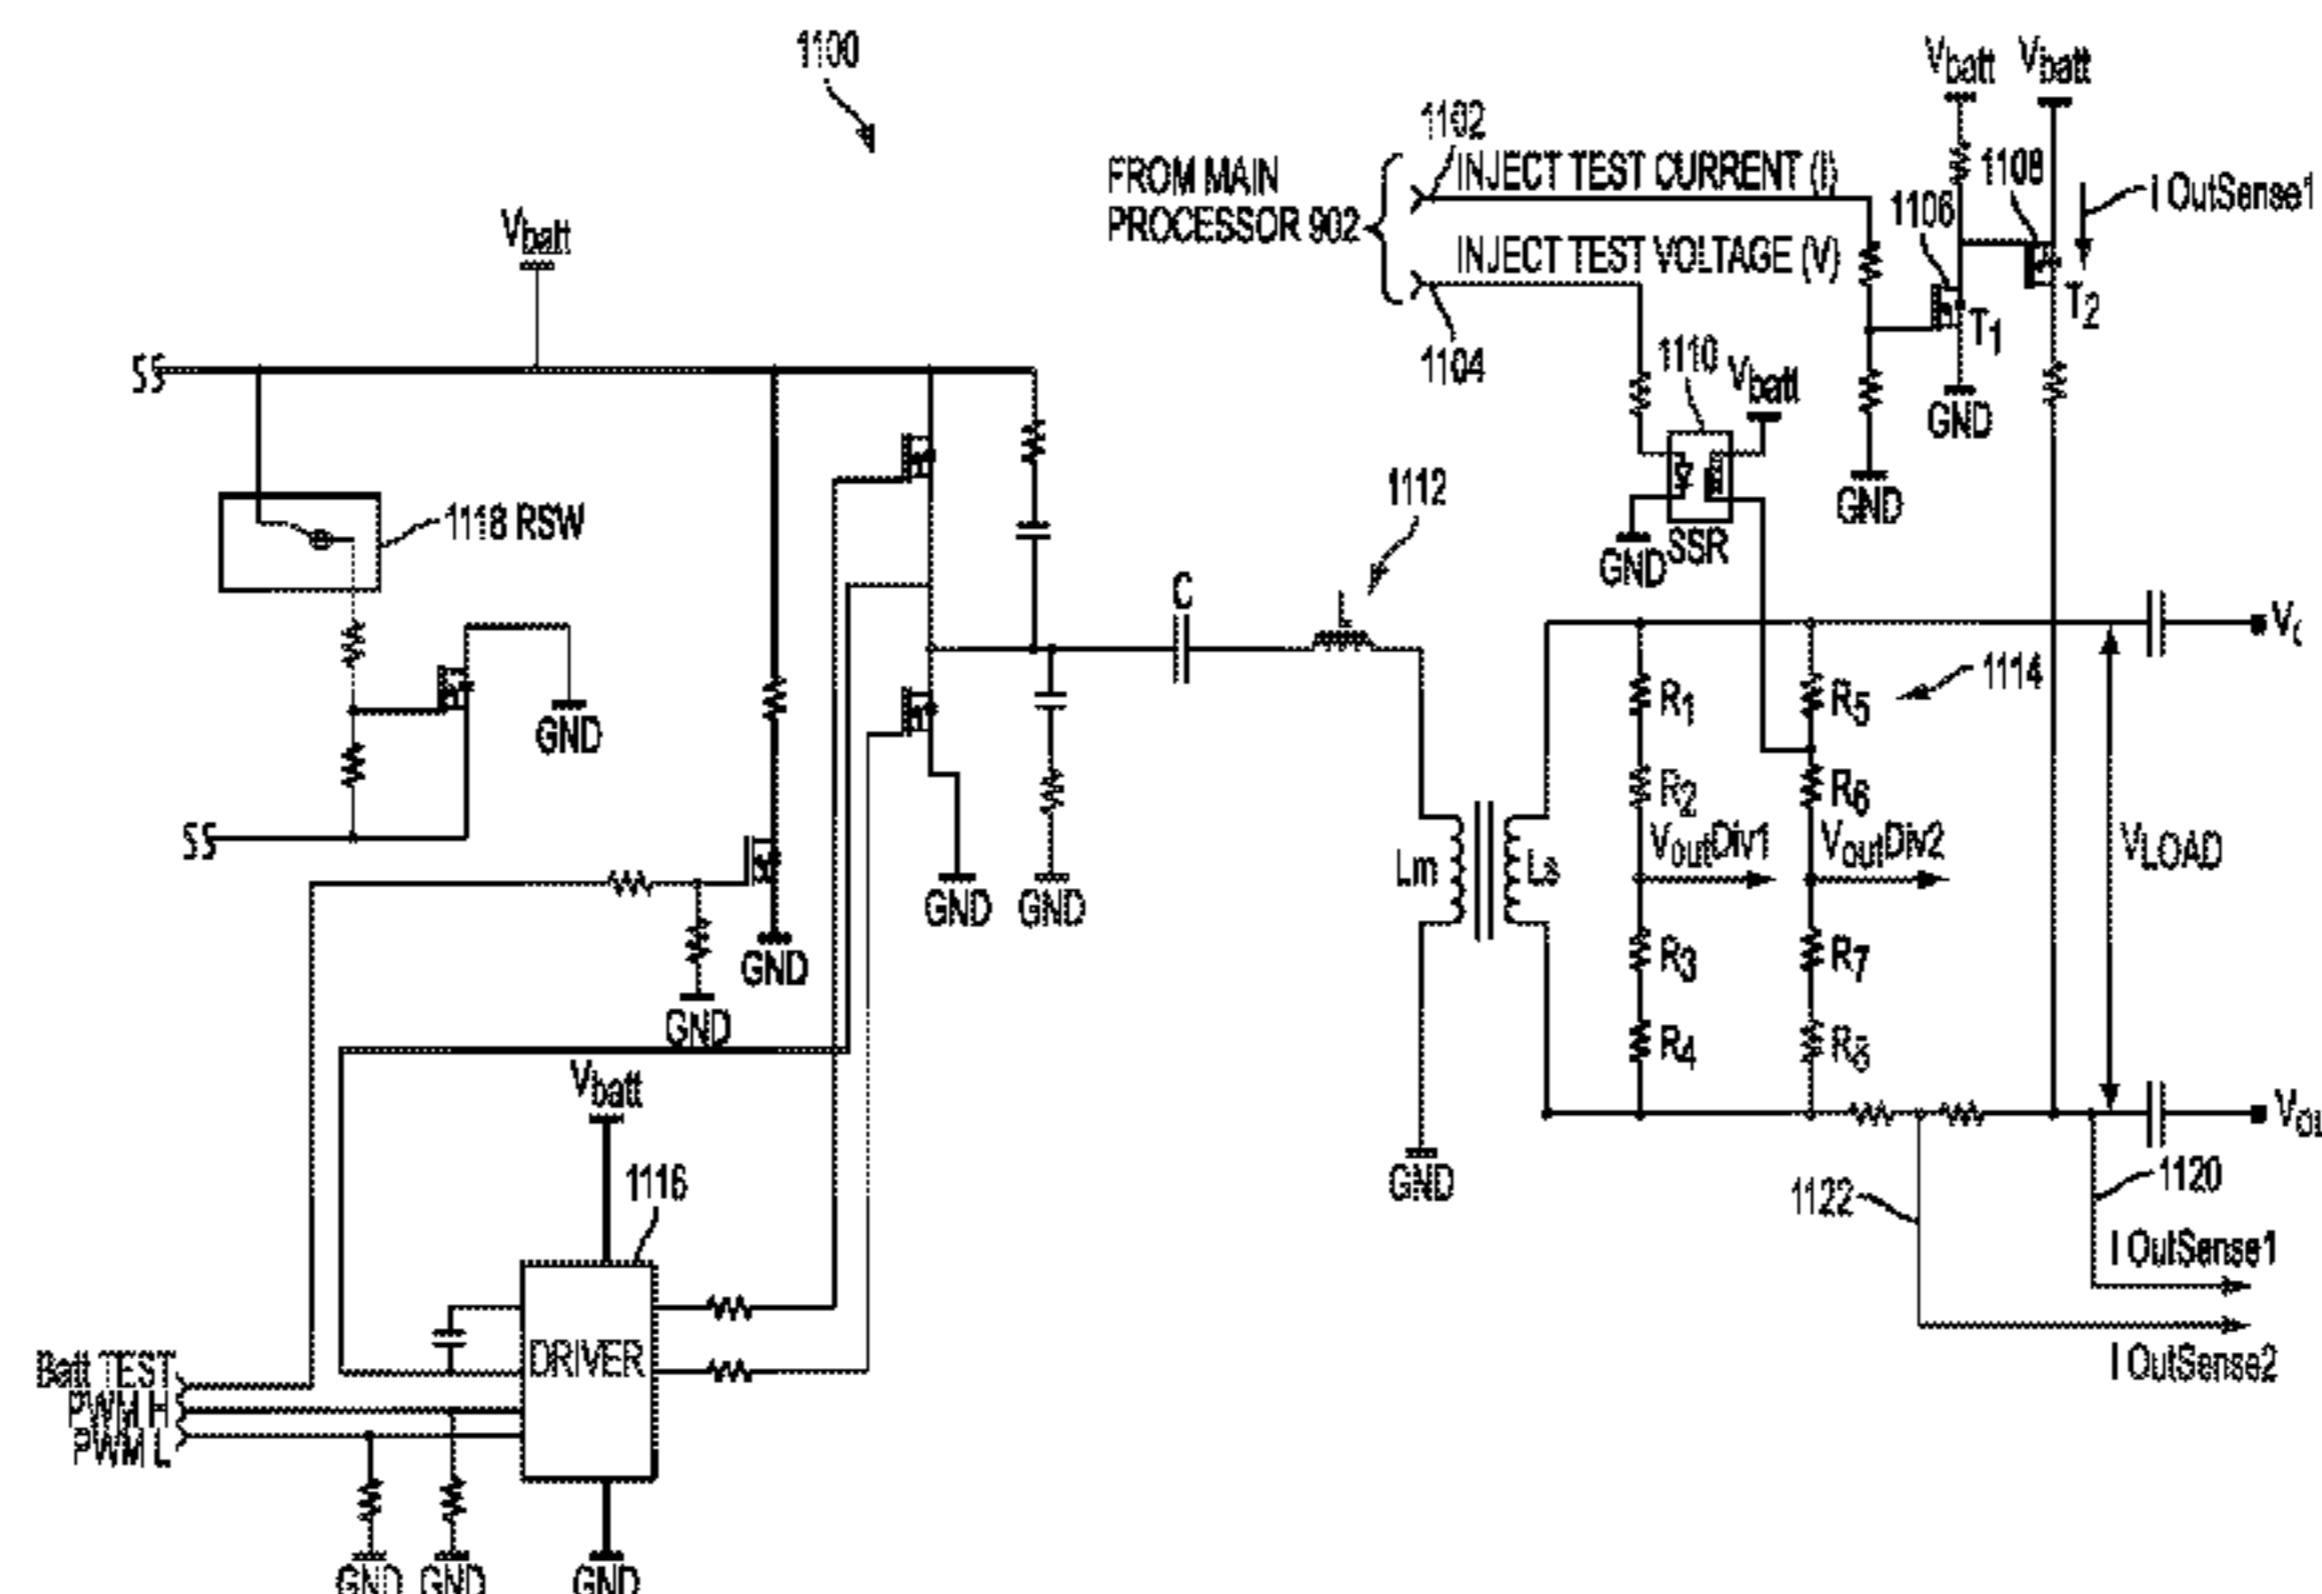 1100
Vbatt
Vbatt
1102
FROM MAIN
PROCESSOR 902
INJECT TEST CURRENT (I)
1108
I OutSense1
1106
INJECT TEST VOLTAGE (V)
Vbatt
T2
T1
SS
1104
1110
Vbatt
GND
1112
1118 RSW
GND
GND
SSR
C
L
GND
R1
R5
1114
R2
R6
SS
VoutDiv1
VoutDiv2
VLOAD
Lm
Ls
GND
GND
GND
R3
R7
GND
R4
Vbatt
1116
GND
1122
1120
I OutSense1
DRIVER
I OutSense2
Batt TEST
PWM H
PWM L
GND
GND
GND